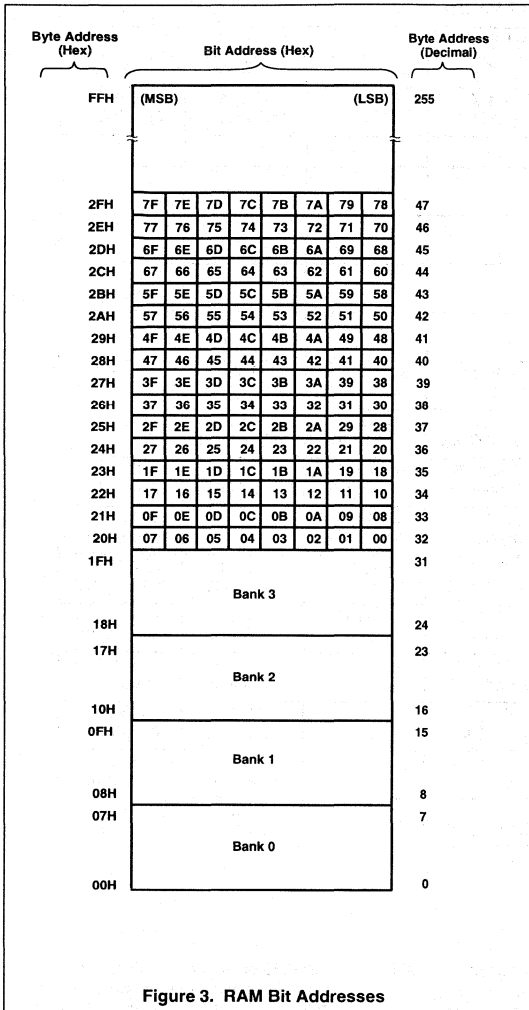 Byte Address
(Hex)
Bit Address (Hex)
Byte Address
(Decimal)
FFH (MSB) (LSB) 255
2FH 7F 7E 7D 7C 7B 7A 79 78 47
2EH 77 76 75 74 73 72 71 70 46
2DH 6F 6E 6D 6C 6B 6A 69 68 45
2CH 67 66 65 64 63 62 61 60 44
2BH 5F 5E 5D 5C 5B 5A 59 58 43
2AH 57 56 55 54 53 52 51 50 42
29H 4F 4E 4D 4C 4B 4A 49 48 41
28H 47 46 45 44 43 42 41 40 40
27H 3F 3E 3D 3C 3B 3A 39 38 39
26H 37 36 35 34 33 32 31 30 38
25H 2F 2E 2D 2C 2B 2A 29 28 37
24H 27 26 25 24 23 22 21 20 36
23H 1F 1E 1D 1C 1B 1A 19 18 35
22H 17 16 15 14 13 12 11 10 34
21H 0F 0E 0D 0C 0B 0A 09 08 33
20H 07 06 05 04 03 02 01 00 32
1FH 31
Bank 3
18H 24
17H 23
Bank 2
10H 16
0FH 15
Bank 1
08H 8
07H 7
Bank 0
00H 0
Figure 3. RAM Bit Addresses